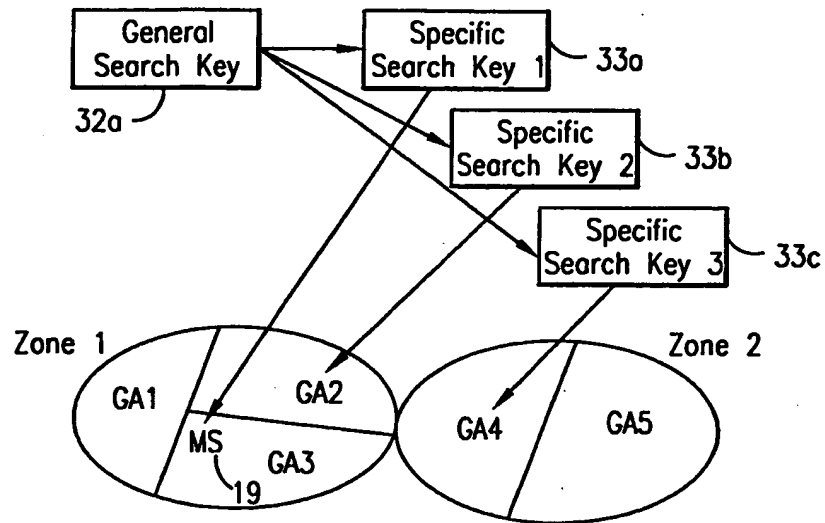 General
Search Key
32a
Specific
Search Key 1
33a
Specific
Search Key 2
33b
Specific
Search Key 3
33c
Zone 1
Zone 2
GA1
GA2
MS
GA3
19
GA4
GA5